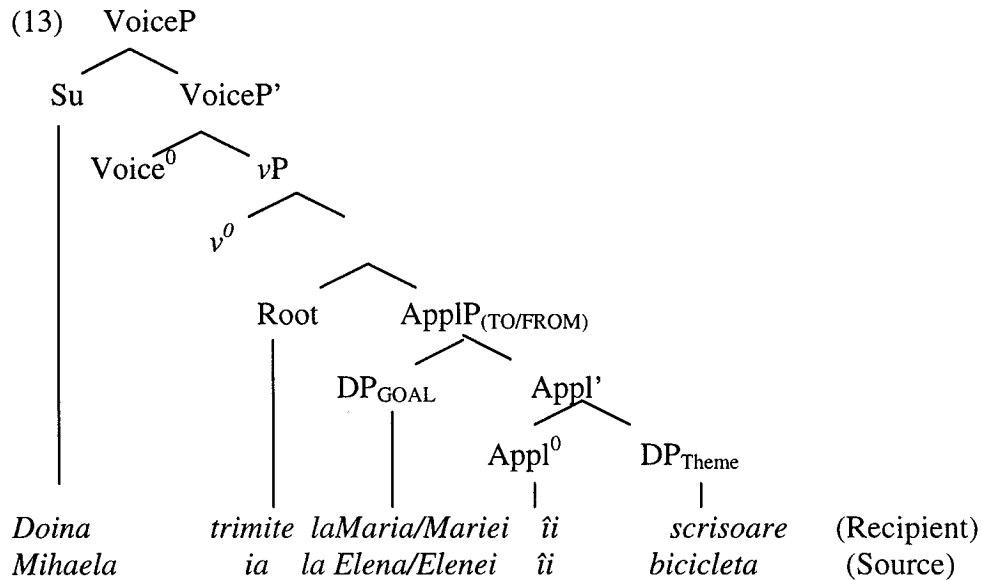 (13) VoiceP
Su VoiceP’
Voice⁰ vP
v⁰
Root ApplP(TO/FROM)
DPGOAL Appl’
Appl⁰ DPTheme
Doina trimite laMaria/Mariei îi scrisoare (Recipient)
Mihaela ia la Elena/Elenei îi bicicleta (Source)